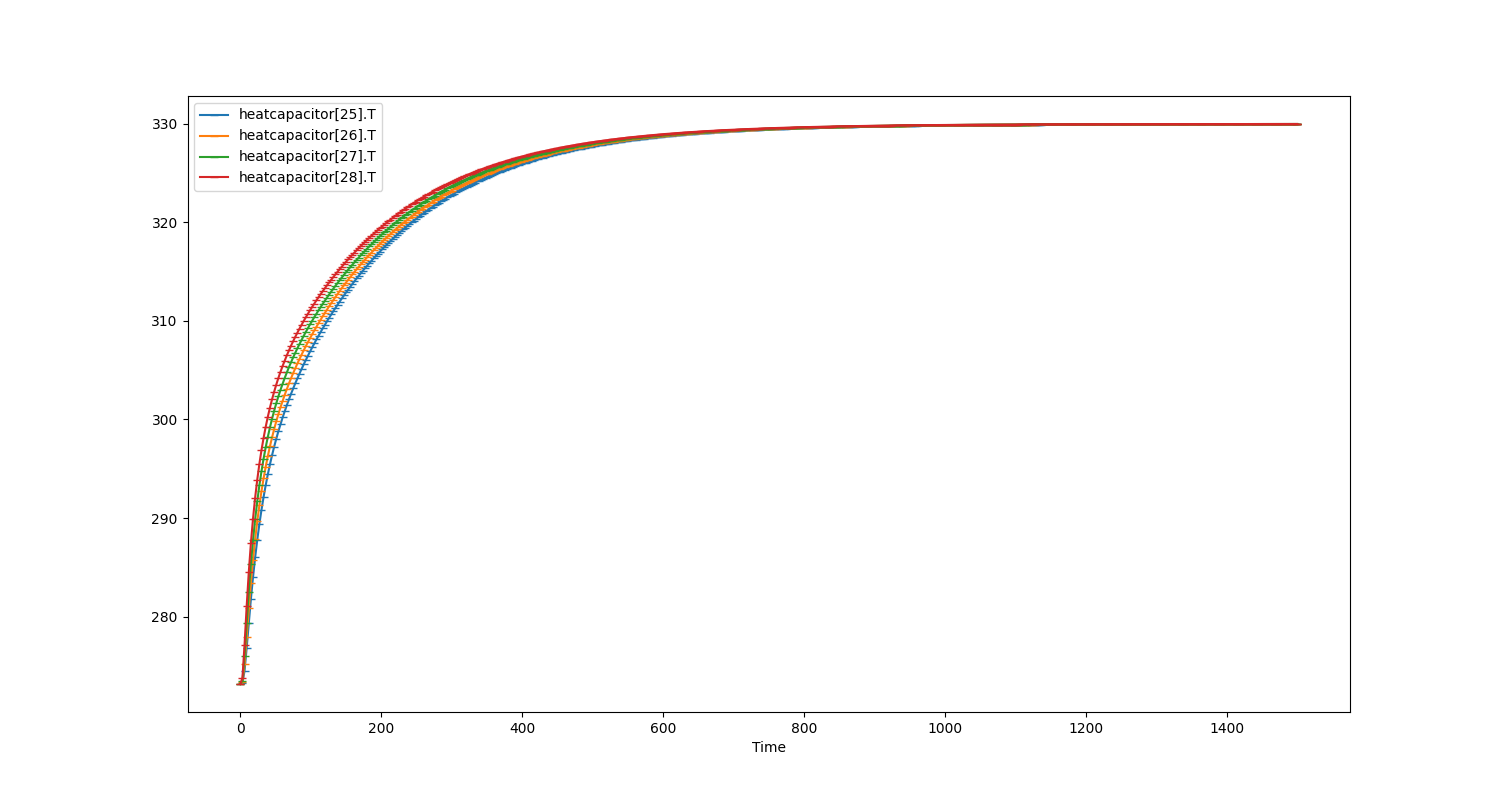 heatcapacitor[25].T
heatcapacitor[26].T
heatcapacitor[27].T
heatcapacitor[28].T
330
320
310
300
290
280
0 200 400 600 800 1000 1200 1400
Time